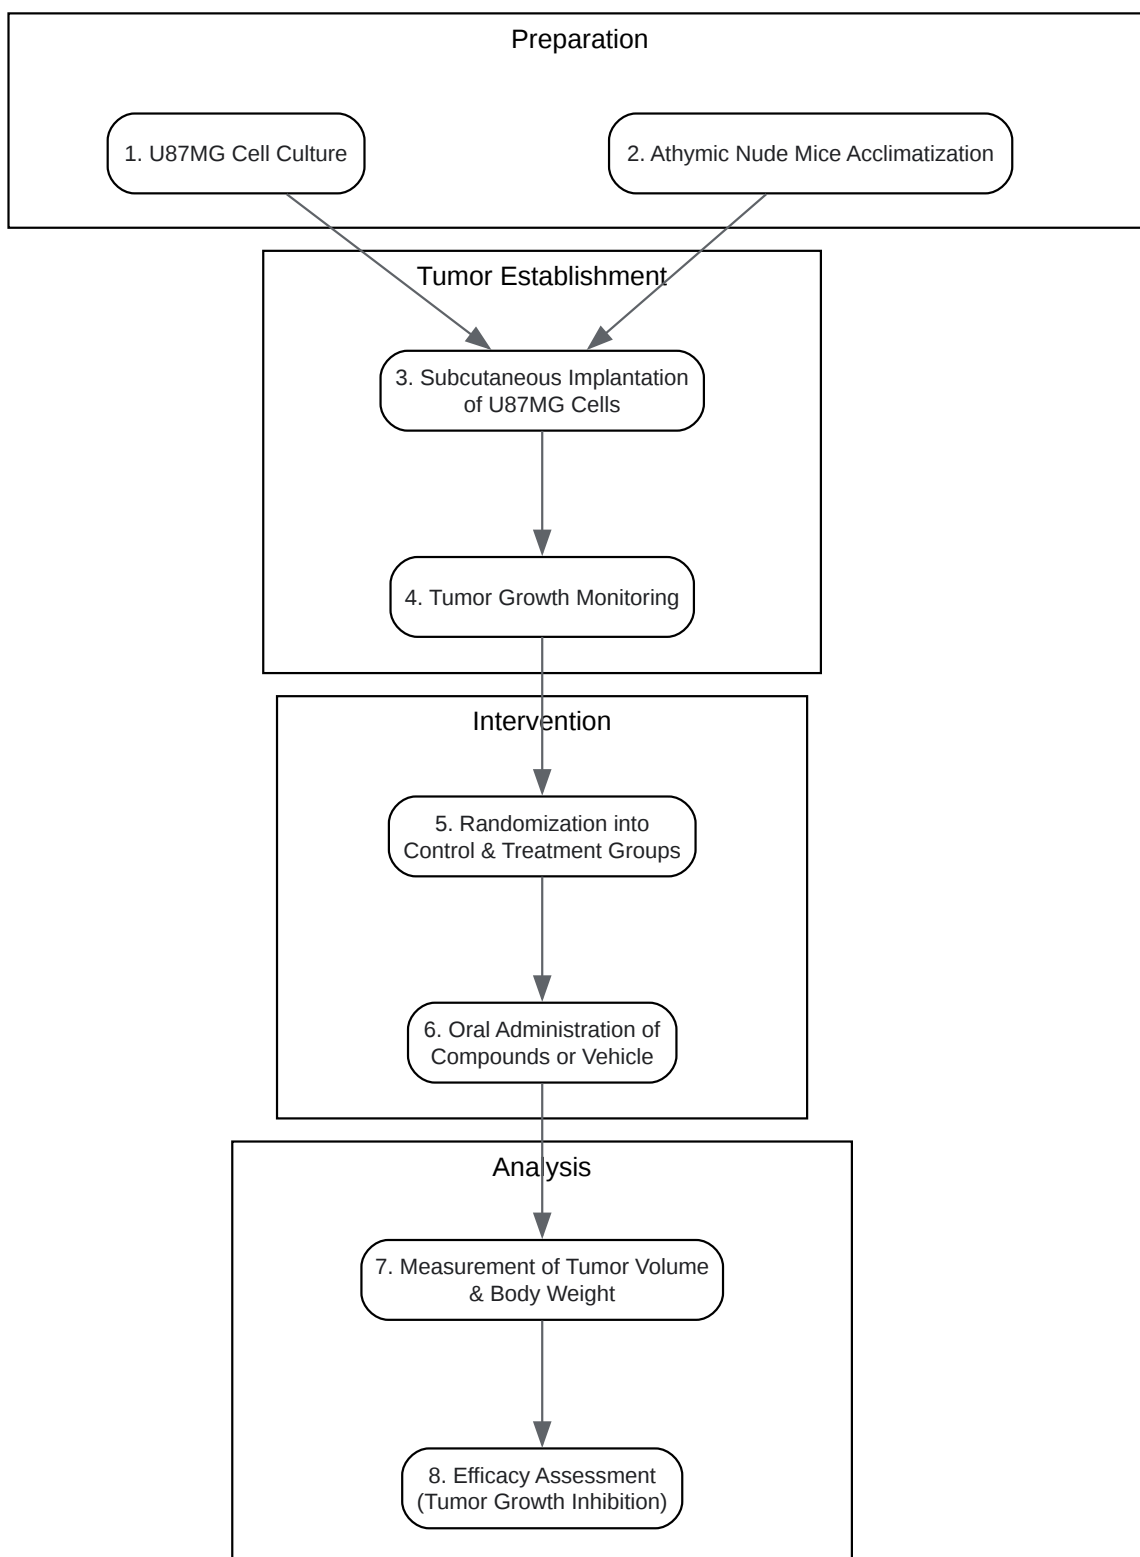 Preparation
1. U87MG Cell Culture
2. Athymic Nude Mice Acclimatization
Tumor Establishment
3. Subcutaneous Implantation
of U87MG Cells
4. Tumor Growth Monitoring
Intervention
5. Randomization into
Control & Treatment Groups
6. Oral Administration of
Compounds or Vehicle
Analysis
7. Measurement of Tumor Volume
& Body Weight
8. Efficacy Assessment
(Tumor Growth Inhibition)